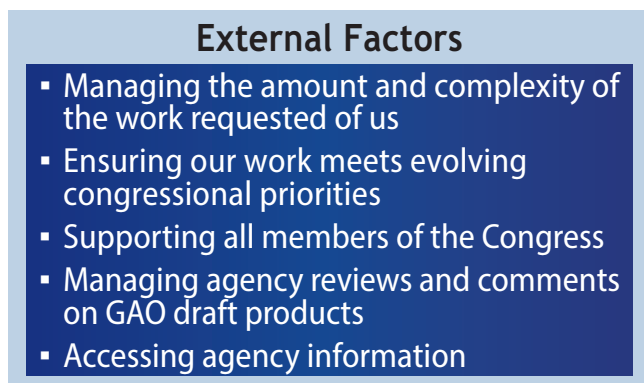 External Factors
▪ Managing the amount and complexity of
the work requested of us
▪ Ensuring our work meets evolving
congressional priorities
▪ Supporting all members of the Congress
▪ Managing agency reviews and comments
on GAO draft products
▪ Accessing agency information